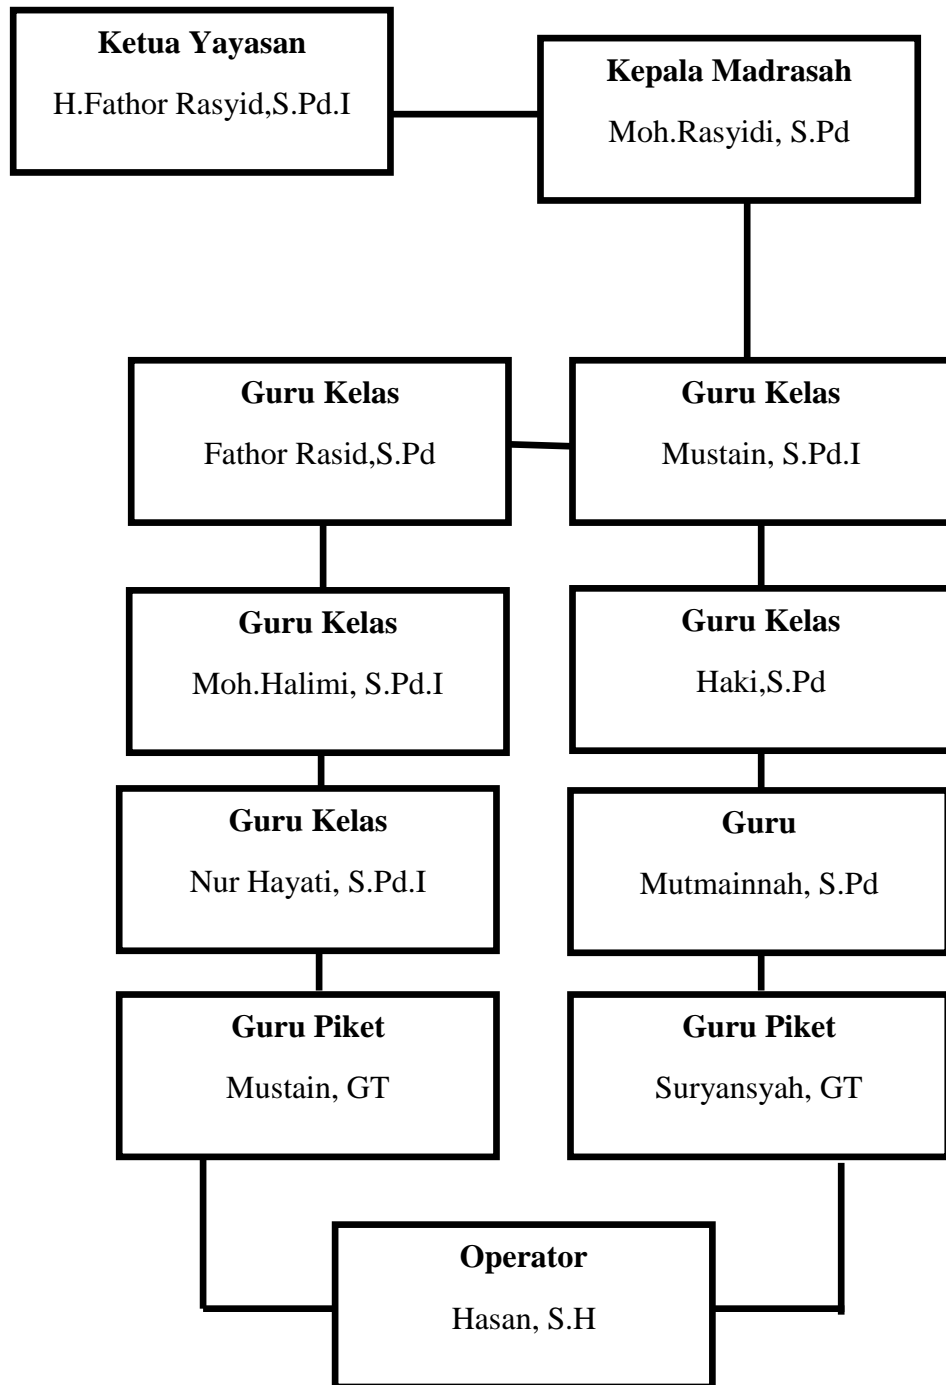 Ketua Yayasan
H.Fathor Rasyid,S.Pd.I
Kepala Madrasah
Moh.Rasyidi, S.Pd
Guru Kelas
Fathor Rasid,S.Pd
Guru Kelas
Mustain, S.Pd.I
Guru Kelas
Moh.Halimi, S.Pd.I
Guru Kelas
Haki,S.Pd
Guru Kelas
Nur Hayati, S.Pd.I
Guru
Mutmainnah, S.Pd
Guru Piket
Mustain, GT
Guru Piket
Suryansyah, GT
Operator
Hasan, S.H